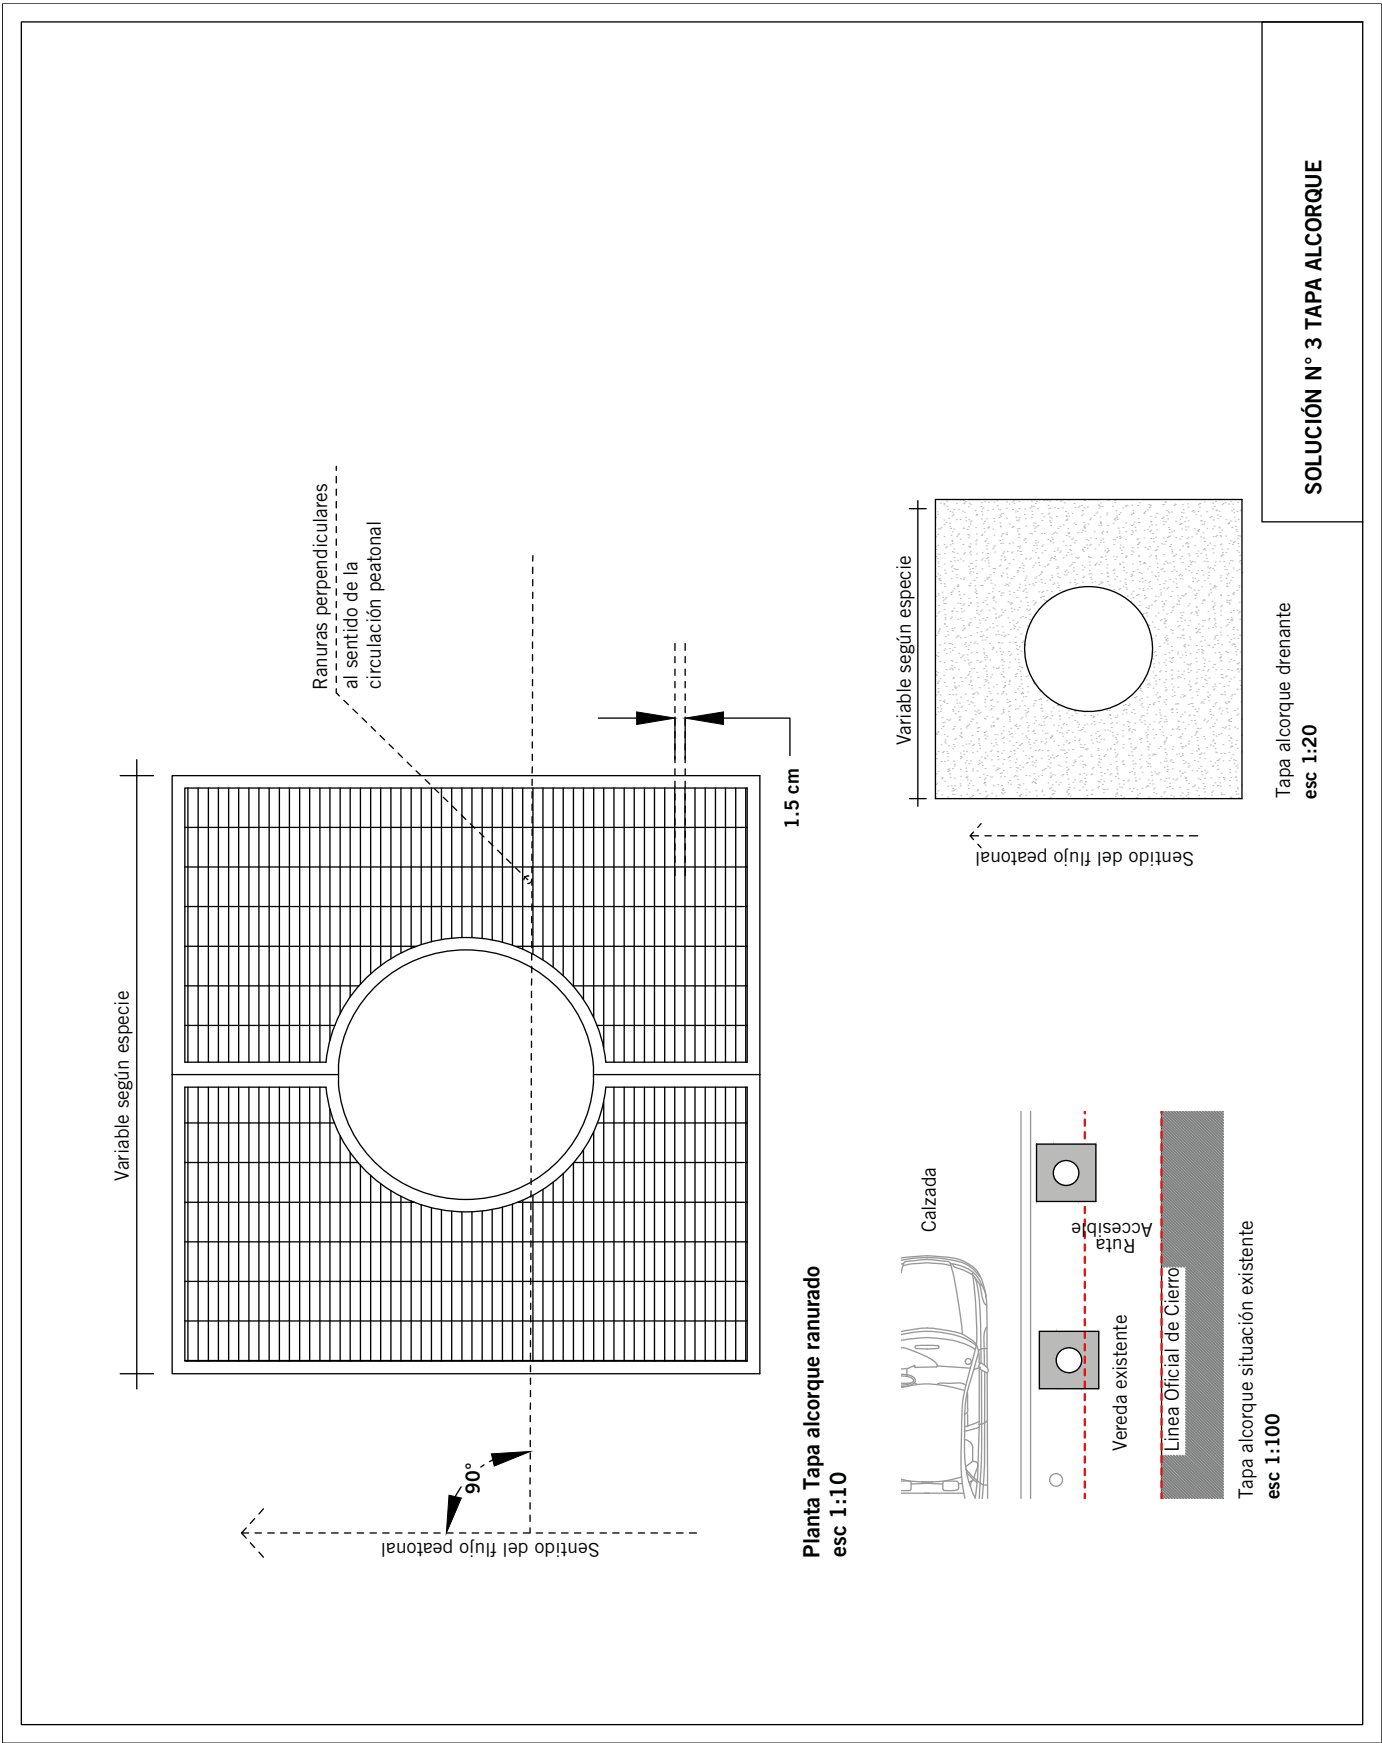 Variable según especie
Ranuras perpendiculares
al sentido de la
circulación peatonal
90°
Sentido del flujo peatonal
1.5 cm
Planta Tapa alcorque ranurado
esc 1:10
Calzada
Ruta
Accesible
Vereda existente
Linea Oficial de Cierro
Tapa alcorque situación existente
esc 1:100
Variable según especie
Sentido del flujo peatonal
Tapa alcorque drenante
esc 1:20
SOLUCIÓN N° 3 TAPA ALCORQUE